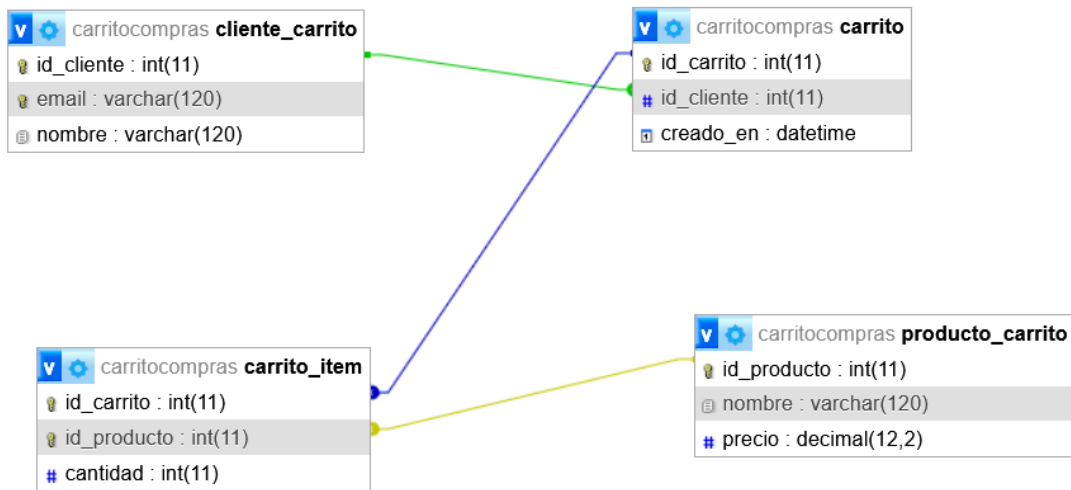 v carritocompras cliente_carrito
id_cliente : int(11)
email : varchar(120)
nombre : varchar(120)
v carritocompras carrito
id_carrito : int(11)
# id_cliente : int(11)
creado_en : datetime
v carritocompras carrito_item
id_carrito : int(11)
id_producto : int(11)
# cantidad : int(11)
v carritocompras producto_carrito
id_producto : int(11)
nombre : varchar(120)
# precio : decimal(12,2)